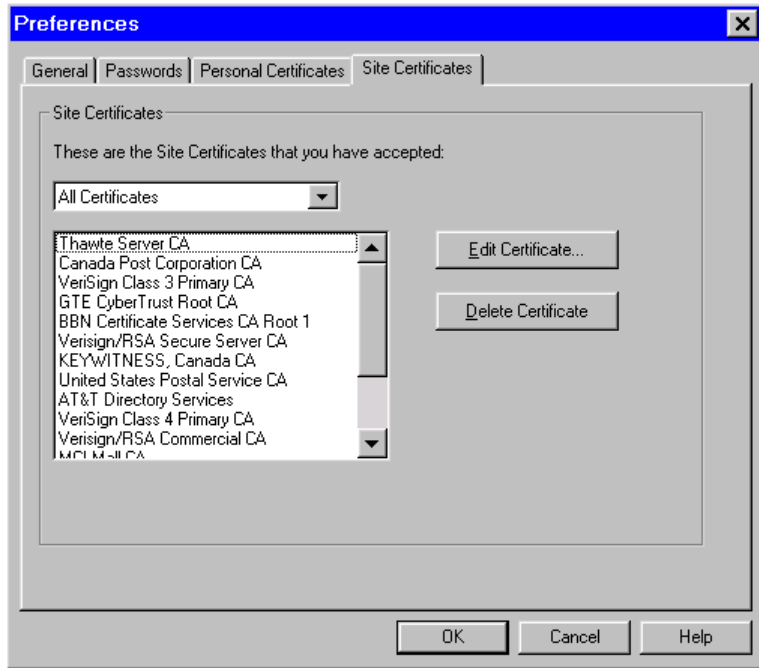 Preferences
General Passwords Personal Certificates Site Certificates
Site Certificates
These are the Site Certificates that you have accepted:
All Certificates
Thawte Server CA
Canada Post Corporation CA
VeriSign Class 3 Primary CA
GTE CyberTrust Root CA
BBN Certificate Services CA Root 1
Verisign/RSA Secure Server CA
KEYWITNESS, Canada CA
United States Postal Service CA
AT&T Directory Services
VeriSign Class 4 Primary CA
Verisign/RSA Commercial CA
MCI Mall CA
Edit Certificate...
Delete Certificate
OK Cancel Help